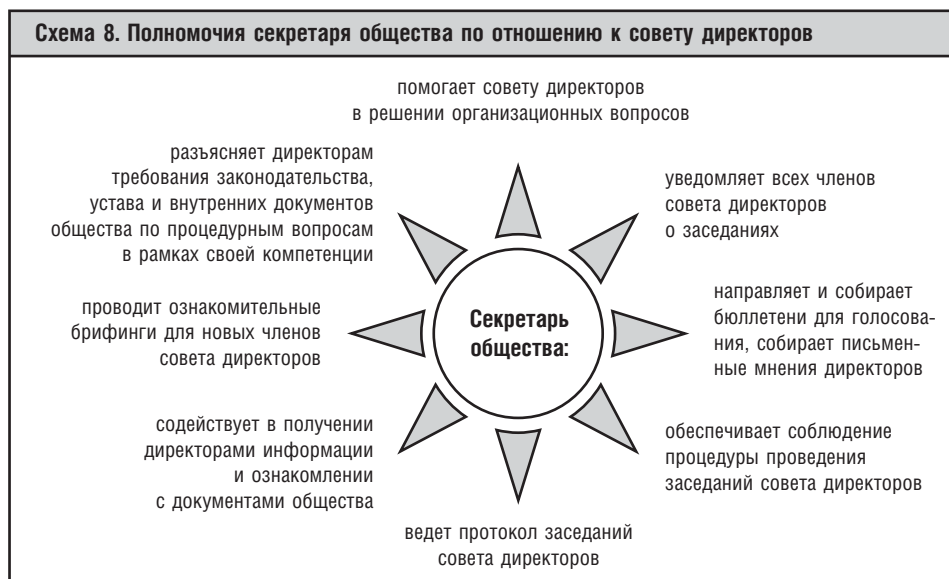 Схема 8. Полномочия секретаря общества по отношению к совету директоров
помогает совету директоров
в решении организационных вопросов
уведомляет всех членов
совета директоров
о заседаниях
направляет и собирает
бюллетени для голосова-
ния, собирает письмен-
ные мнения директоров
обеспечивает соблюдение
процедуры проведения
заседаний совета директоров
ведет протокол заседаний
совета директоров
содействует в получении
директорами информации
и ознакомлении
с документами общества
проводит ознакомительные
брифинги для новых членов
совета директоров
разъясняет директорам
требования законодательства,
устава и внутренних документов
общества по процедурным вопросам
в рамках своей компетенции
Секретарь
общества: